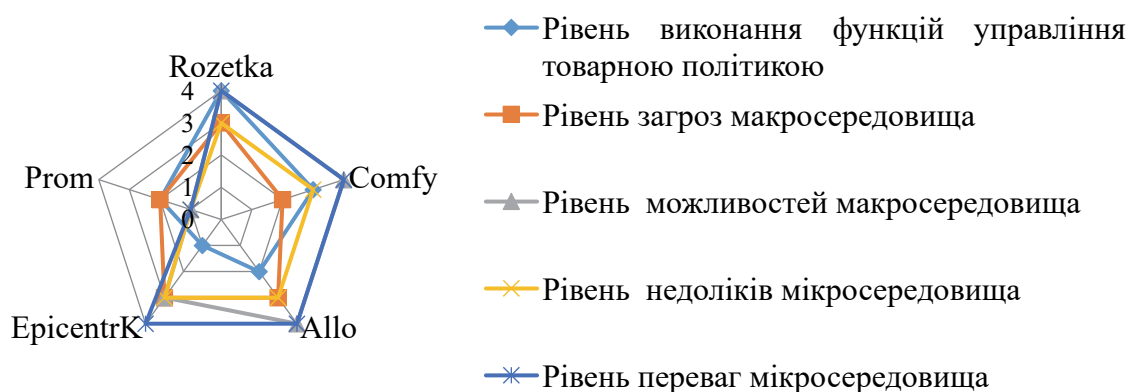 Rozetka
4
3
2
1
0
Comfy
Allo
EpicentrK
Prom
Рівень виконання функцій управління
товарною політикою
Рівень загроз макросередовища
Рівень можливостей макросередовища
Рівень недоліків мікросередовища
Рівень переваг мікросередовища